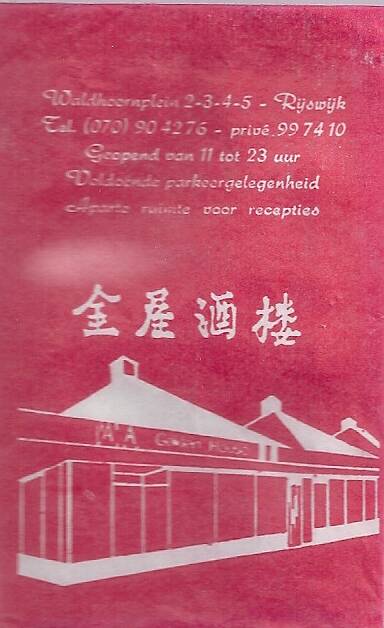 Waldhoornplein 2-3-4-5 - Rijswijk
Tel. (070) 90 42 76 - privé. 99 74 10
Geopend van 11 tot 23 uur
Voldoende parkeergelegenheid
Aparte ruimte voor recepties
金屋酒楼
House